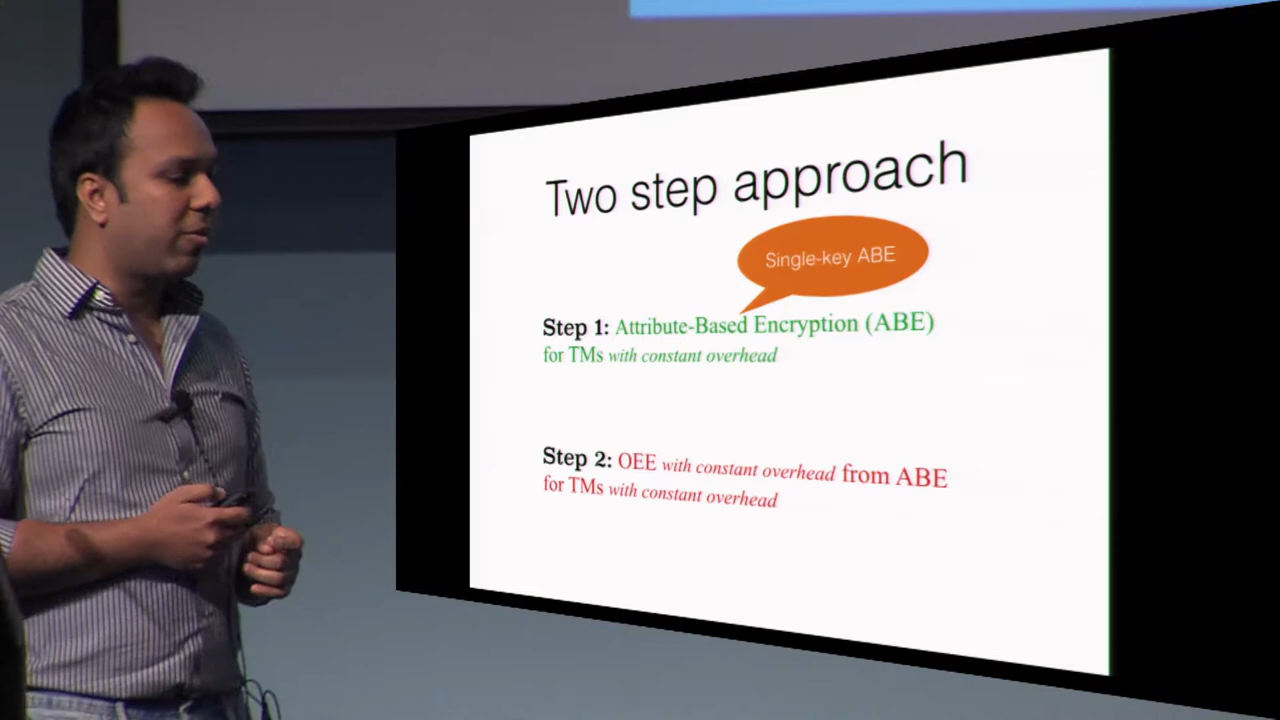 Two step approach
Single-key ABE
Step 1: Attribute-Based Encryption (ABE)
for TMs with constant overhead
Step 2: OEE with constant overhead from ABE
for TMs with constant overhead